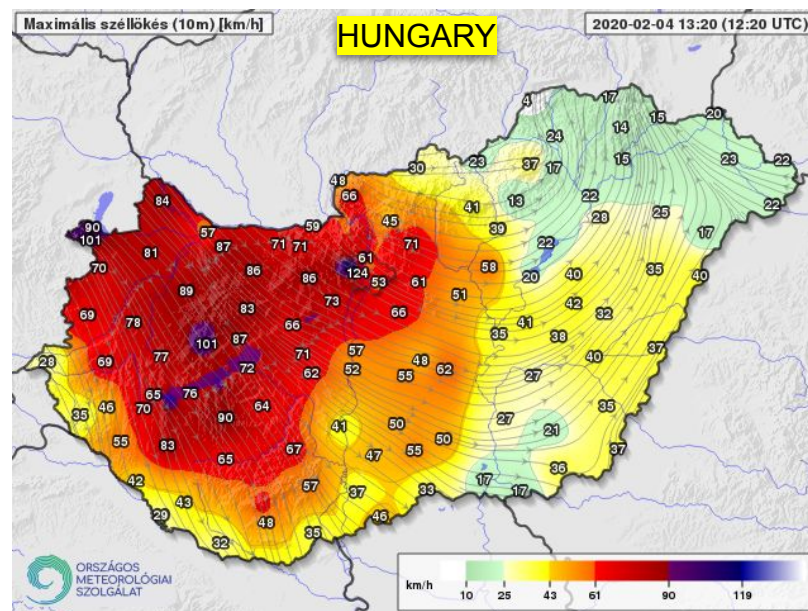 Maximális széllökés (10m) [km/h]
HUNGARY
2020-02-04 13:20 (12:20 UTC)
4 17
15 20
24 14
48 30 23 37 17 15 23 22
66
84 41 13 22 22
90 57 59 45 39 28 25
101 87 71 71 71 22 17
81 61
70 86 86 124 53 61 58 20 40 35 40
89 73 51
69 83 66 42 32
78 66 41
101 87 35 38 37
28 69 77 71 57 48 40
72 62 52 55 62 27
65 76
35 46 70 90 64 35
41 50 27 21
55 83 50
65 67 47 55 37
42 57 37 33 17 17 36
43
29 48 46
32 35
ORSZÁGOS
METEOROLÓGIAI
SZOLGÁLAT
km/h
10 25 43 61 90 119